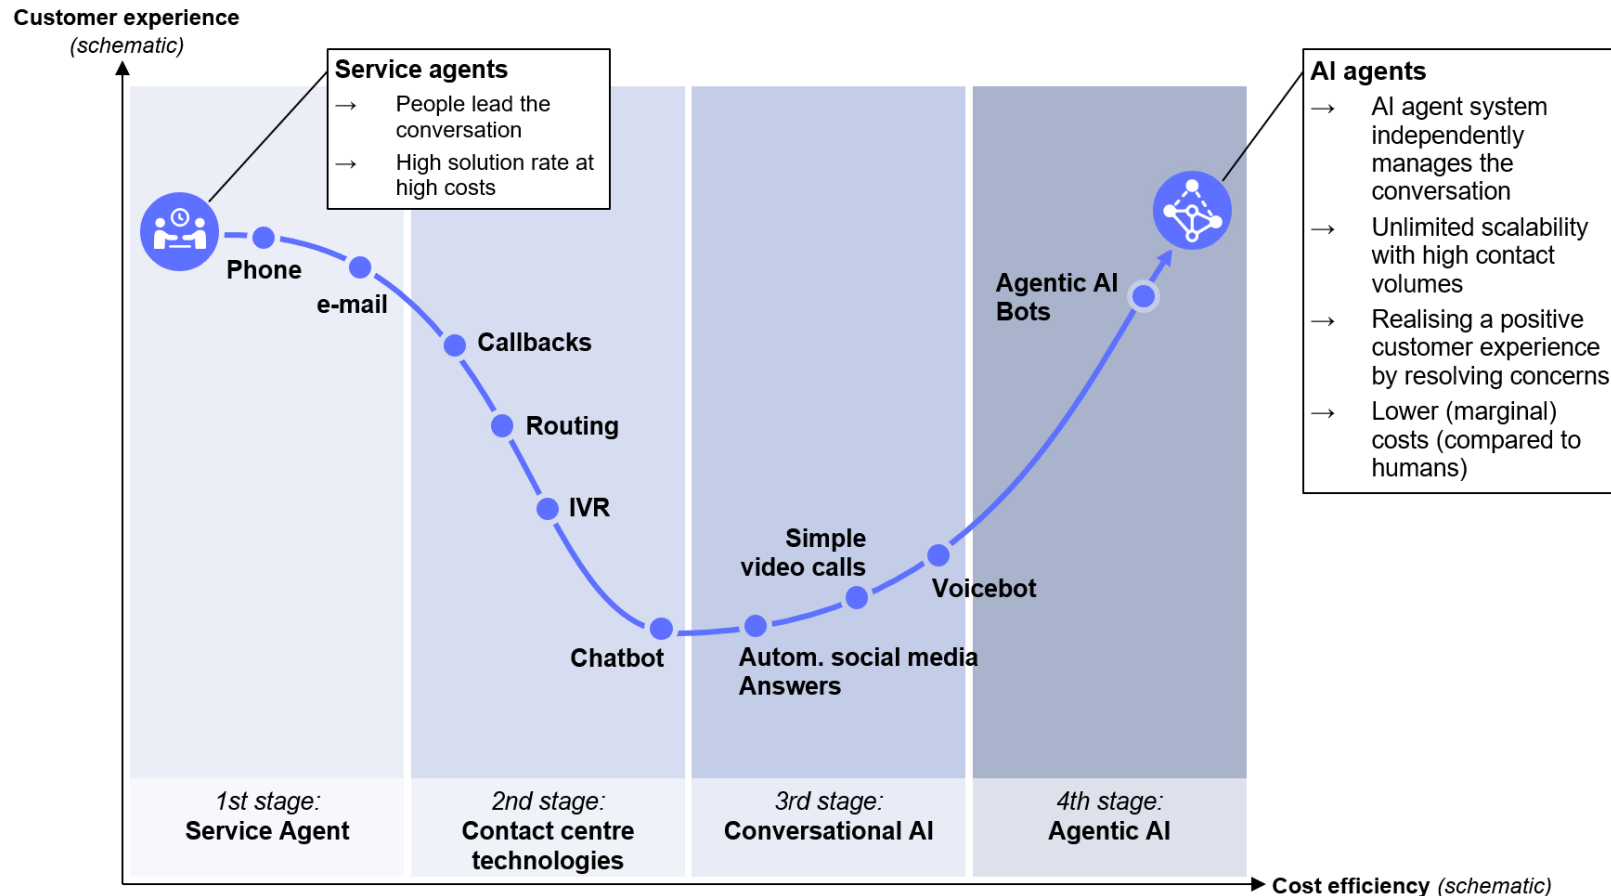 Customer experience
(schematic)
Service agents
→ People lead the
conversation
→ High solution rate at
high costs
AI agents
→ AI agent system
independently
manages the
conversation
→ Unlimited scalability
with high contact
volumes
→ Realising a positive
customer experience
by resolving concerns
→ Lower (marginal)
costs (compared to
humans)
Phone
e-mail
Callbacks
Routing
IVR
Chatbot
Autom. social media
Answers
Simple
video calls
Voicebot
Agentic AI
Bots
1st stage:
Service Agent
2nd stage:
Contact centre
technologies
3rd stage:
Conversational AI
4th stage:
Agentic AI
Cost efficiency (schematic)